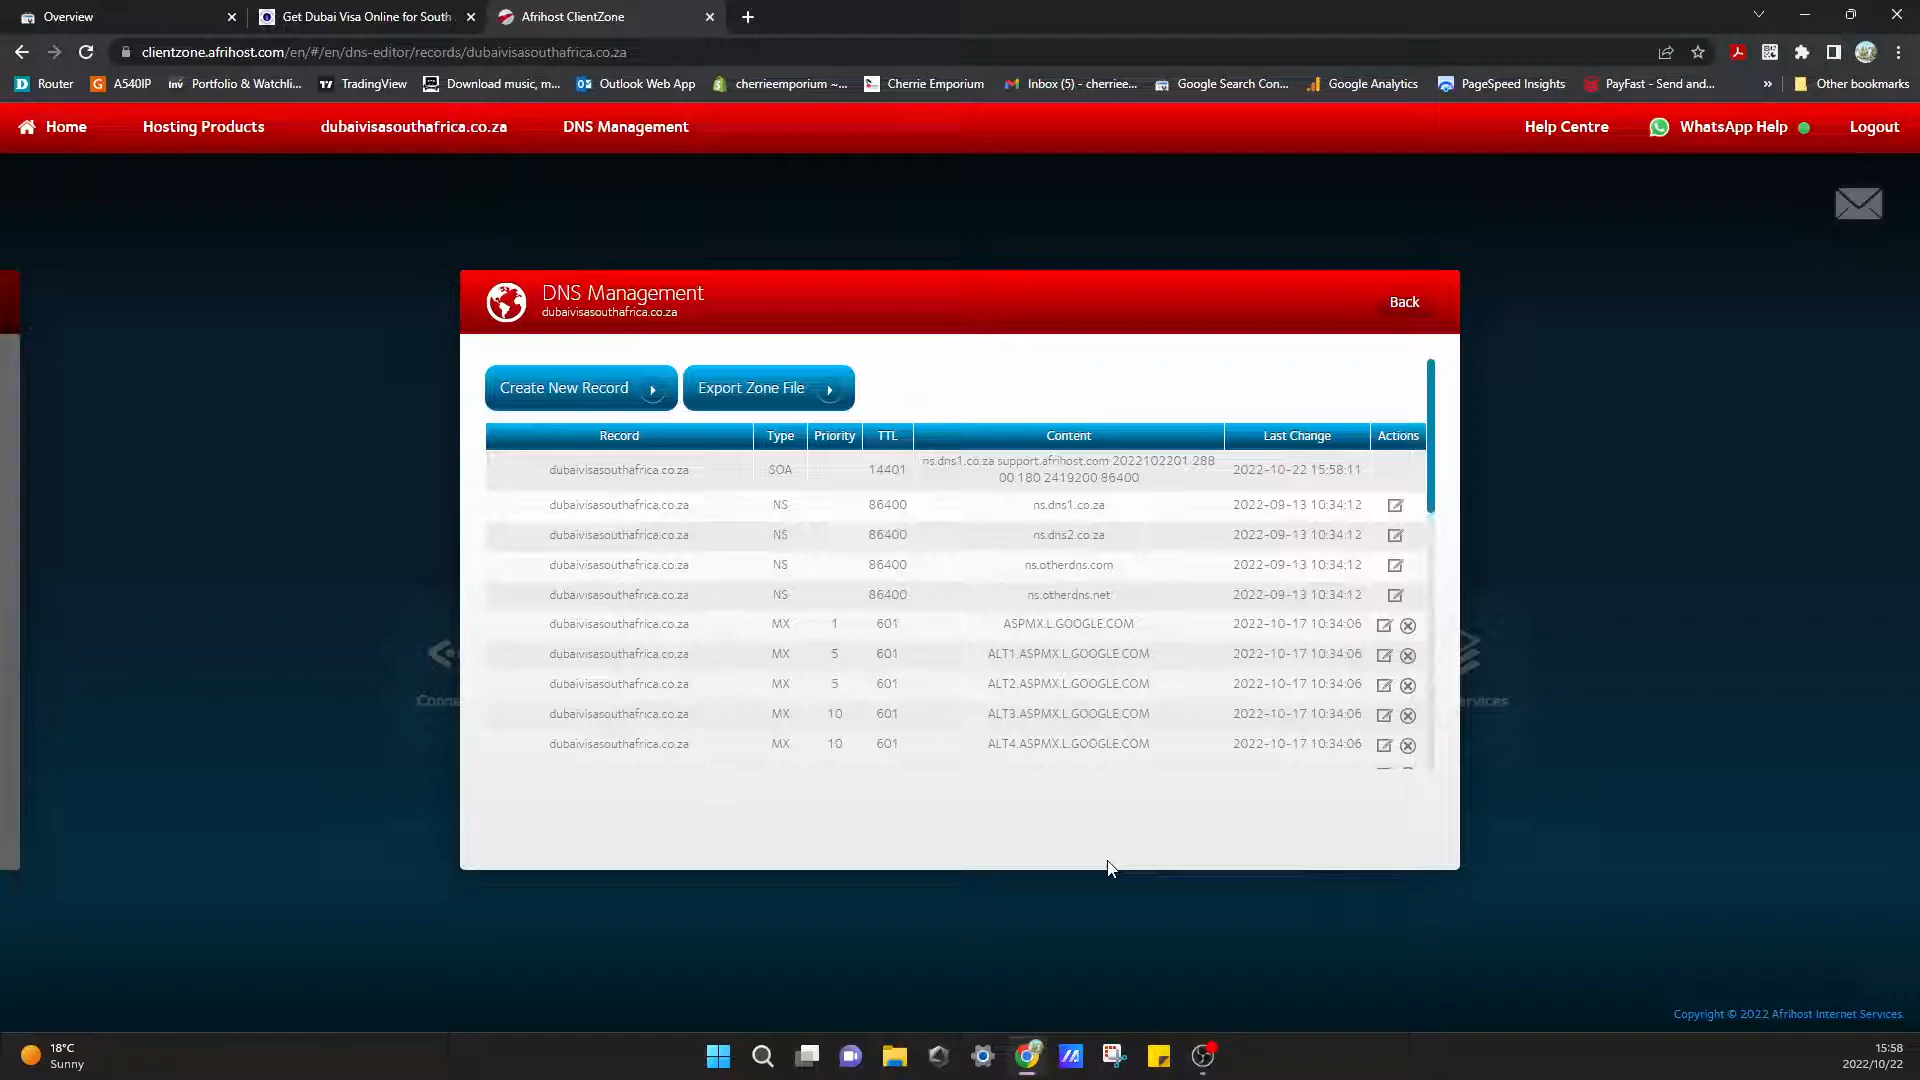 Overview
Get Dubai Visa Online for South
Afrihost ClientZone
clientzone.afrihost.com/en/#/en/dns-editor/records/dubaivisasouthafrica.co.za
Router
A540IP
Portfolio & Watchli...
TradingView
Download music, m...
Outlook Web App
cherrieemporium ~...
Cherrie Emporium
Inbox (5) - cherriee...
Google Search Con...
Google Analytics
PageSpeed Insights
PayFast - Send and...
»
Other bookmarks
Home
Hosting Products
dubaivisasouthafrica.co.za
DNS Management
Help Centre
WhatsApp Help
Logout
DNS Management
dubaivisasouthafrica.co.za
Back
Create New Record
Export Zone File
Record Type Priority TTL Content Last Change Actions
dubaivisasouthafrica.co.za SOA 14401 ns.dns1.co.za support.afrihost.com 2022102201 288
00 180 2419200 86400 2022-10-22 15:58:11
dubaivisasouthafrica.co.za NS 86400 ns.dns1.co.za 2022-09-13 10:34:12
dubaivisasouthafrica.co.za NS 86400 ns.dns2.co.za 2022-09-13 10:34:12
dubaivisasouthafrica.co.za NS 86400 ns.otherdns.com 2022-09-13 10:34:12
dubaivisasouthafrica.co.za NS 86400 ns.otherdns.net 2022-09-13 10:34:12
dubaivisasouthafrica.co.za MX 1 601 ASPMX.L.GOOGLE.COM 2022-10-17 10:34:06
dubaivisasouthafrica.co.za MX 5 601 ALT1.ASPMX.L.GOOGLE.COM 2022-10-17 10:34:06
dubaivisasouthafrica.co.za MX 5 601 ALT2.ASPMX.L.GOOGLE.COM 2022-10-17 10:34:06
dubaivisasouthafrica.co.za MX 10 601 ALT3.ASPMX.L.GOOGLE.COM 2022-10-17 10:34:06
dubaivisasouthafrica.co.za MX 10 601 ALT4.ASPMX.L.GOOGLE.COM 2022-10-17 10:34:06
Copyright © 2022 Afrihost Internet Services.
18°C
Sunny
15:58
2022/10/22